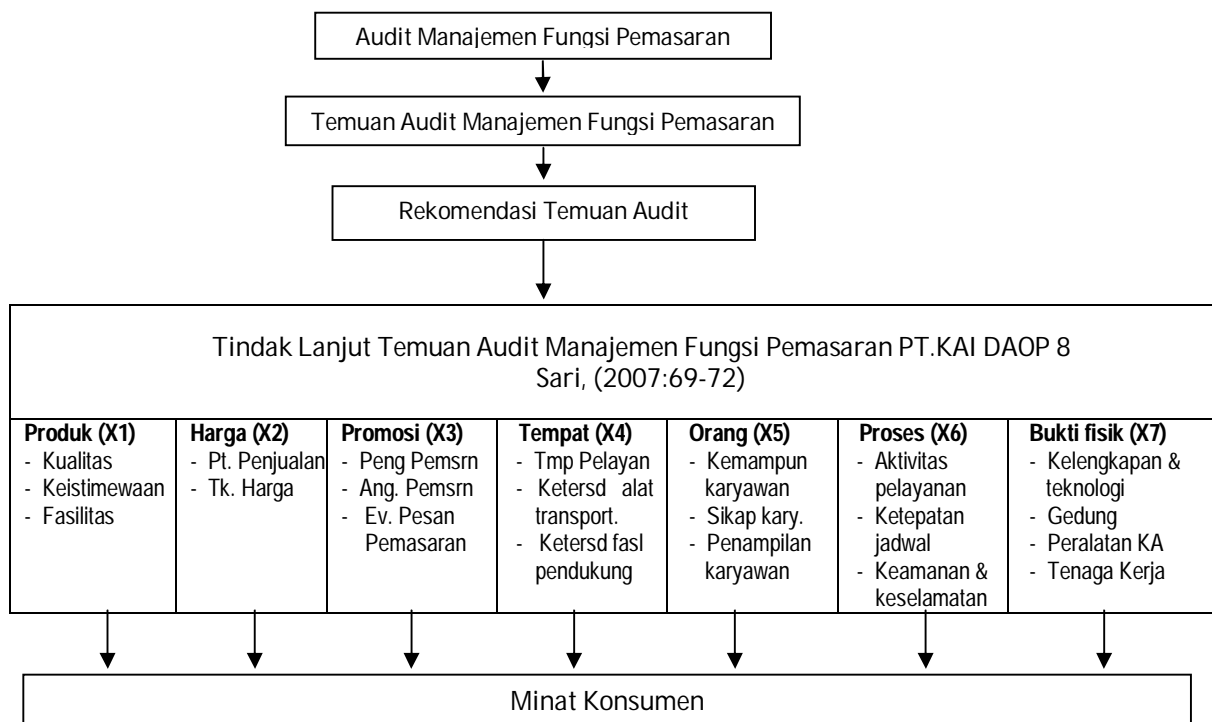 Audit Manajemen Fungsi Pemasaran
Temuan Audit Manajemen Fungsi Pemasaran
Rekomendasi Temuan Audit
Tindak Lanjut Temuan Audit Manajemen Fungsi Pemasaran PT.KAI DAOP 8
Sari, (2007:69-72)
Produk (X1)
- Kualitas
- Keistimewaan
- Fasilitas
Harga (X2)
- Pt. Penjualan
- Tk. Harga
Promosi (X3)
- Peng Pemsrn
- Ang. Pemsrn
- Ev. Pesan
Pemasaran
Tempat (X4)
- Tmp Pelayan
- Ketersd alat
transport.
- Ketersd fasl
pendukung
Orang (X5)
- Kemampun
karyawan
- Sikap kary.
- Penampilan
karyawan
Proses (X6)
- Aktivitas
pelayanan
- Ketepatan
jadwal
- Keamanan &
keselamatan
Bukti fisik (X7)
- Kelengkapan &
teknologi
- Gedung
- Peralatan KA
- Tenaga Kerja
Minat Konsumen